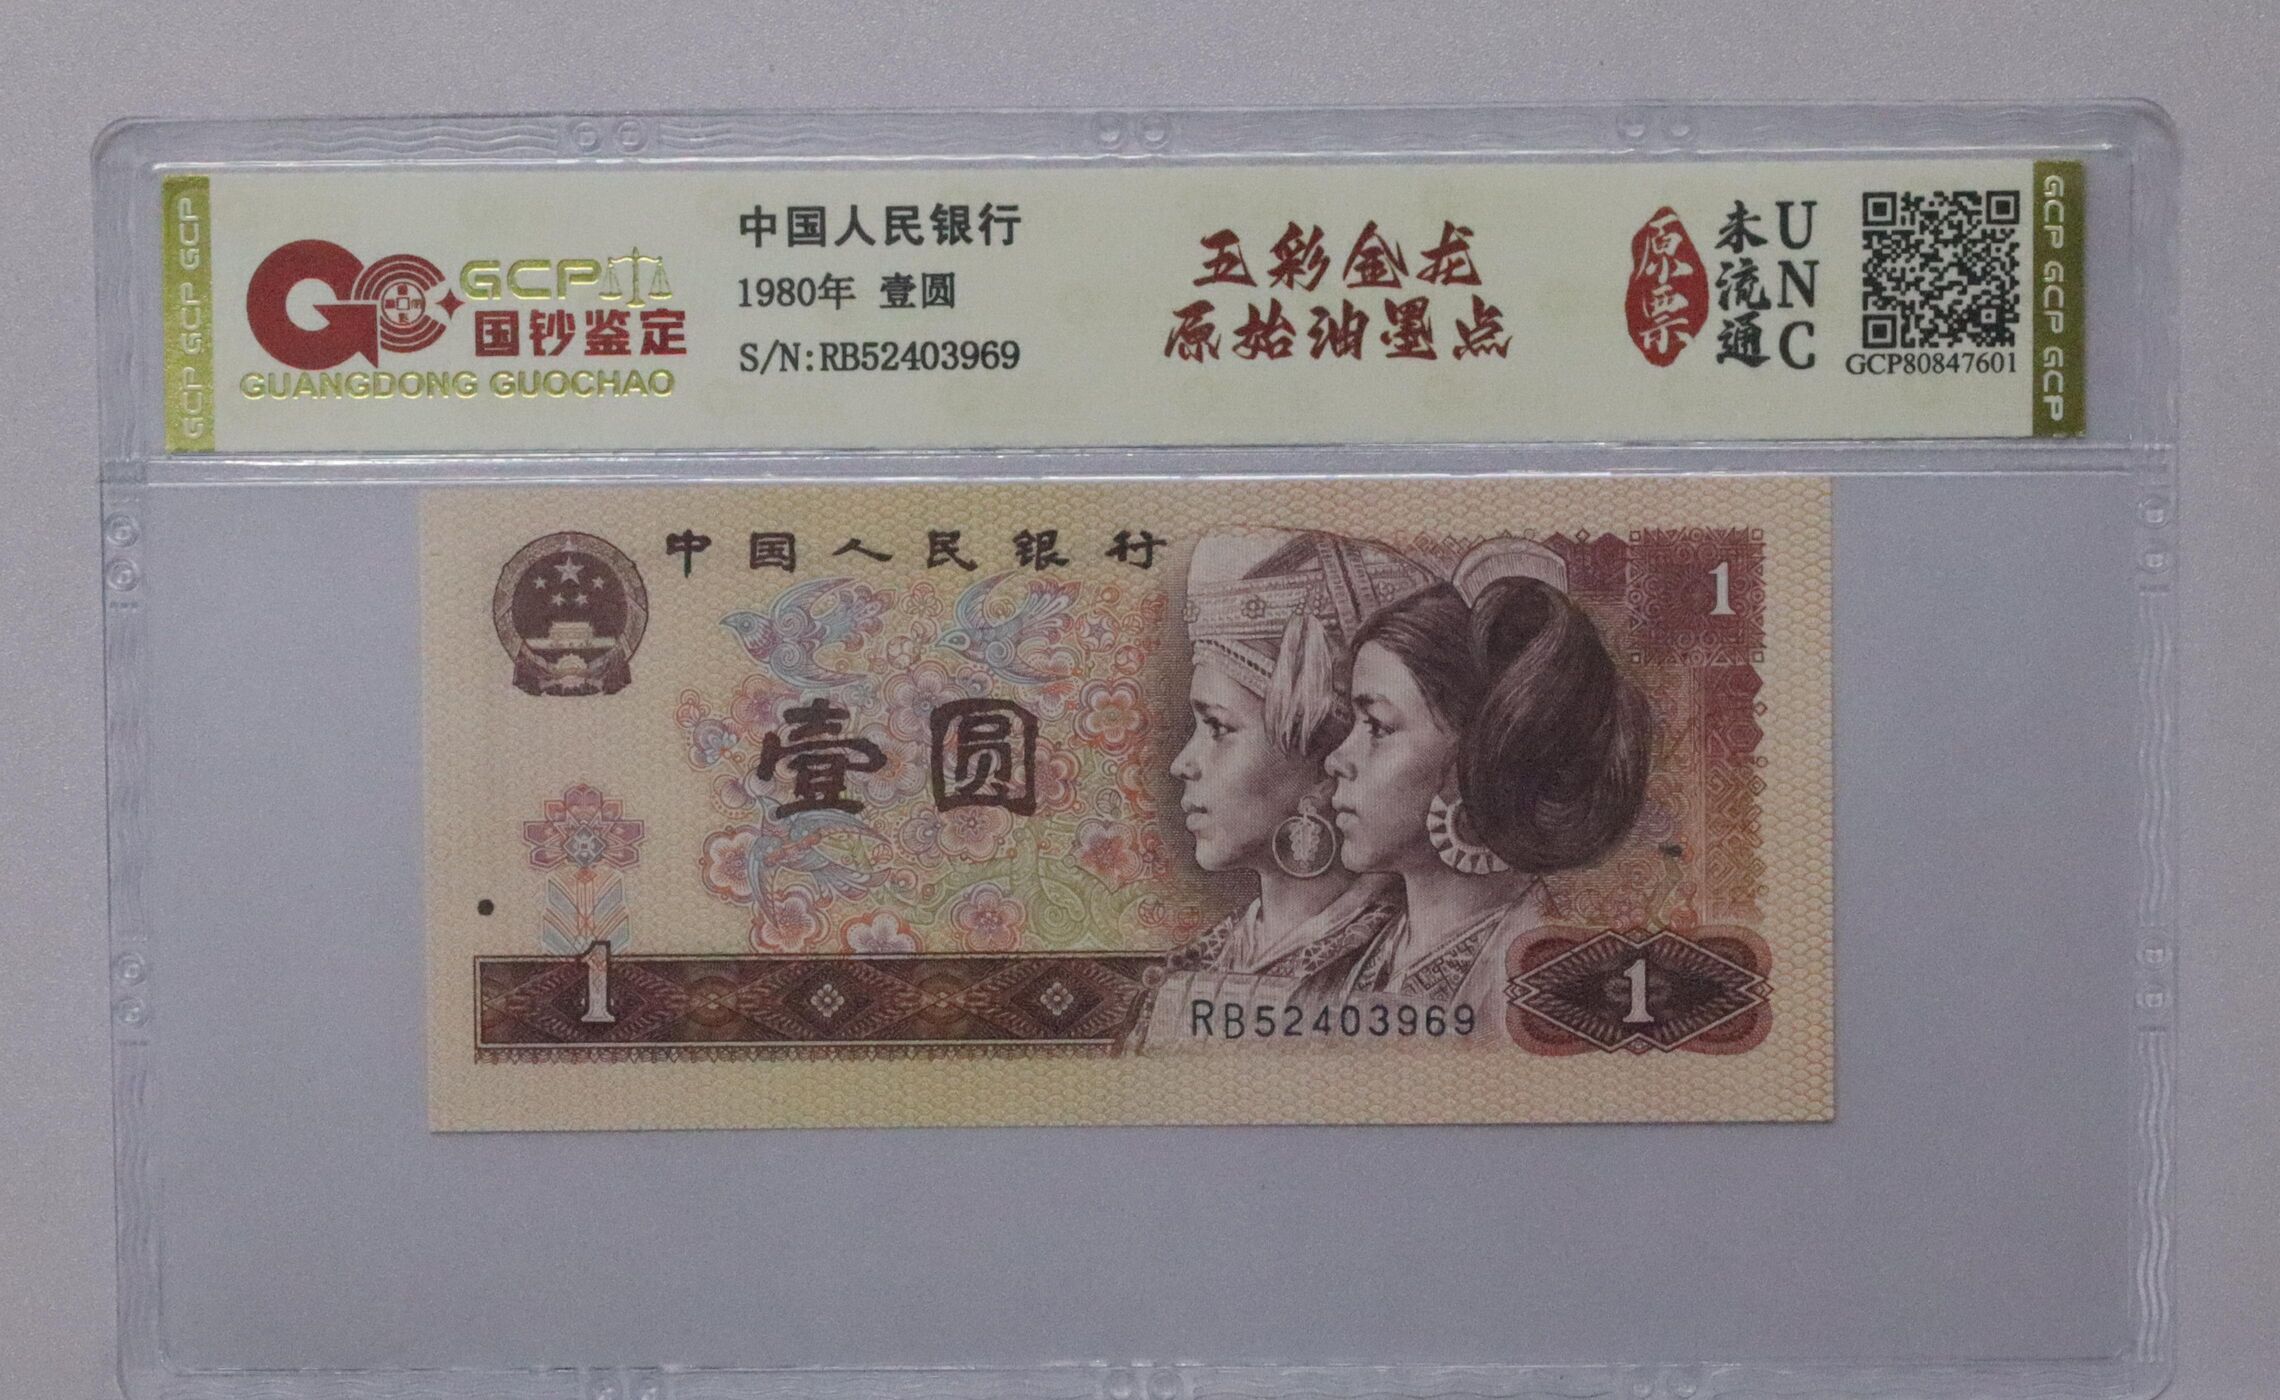 GCP GCP GCP
GCP
国钞鉴定
GUANGDONG GUOCHAO
中国人民银行
1980年 壹圆
S/N:RB52403969
五彩金龙
原始油墨点
原票
未流通
UNC
GCP80847601
GCP GCP GCP
中国人民银行
1
壹圆
1
RB52403969
1